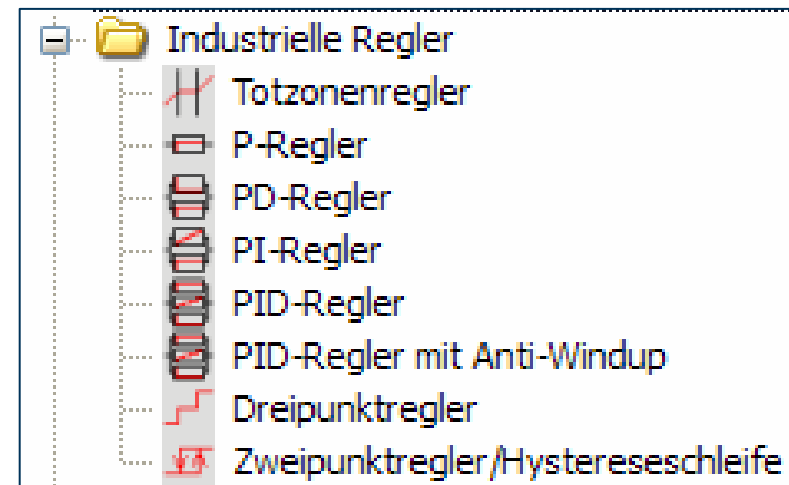 Industrielle Regler
Totzonenregler
P-Regler
PD-Regler
PI-Regler
PID-Regler
PID-Regler mit Anti-Windup
Dreipunktregler
Zweipunktregler/Hystereseschleife